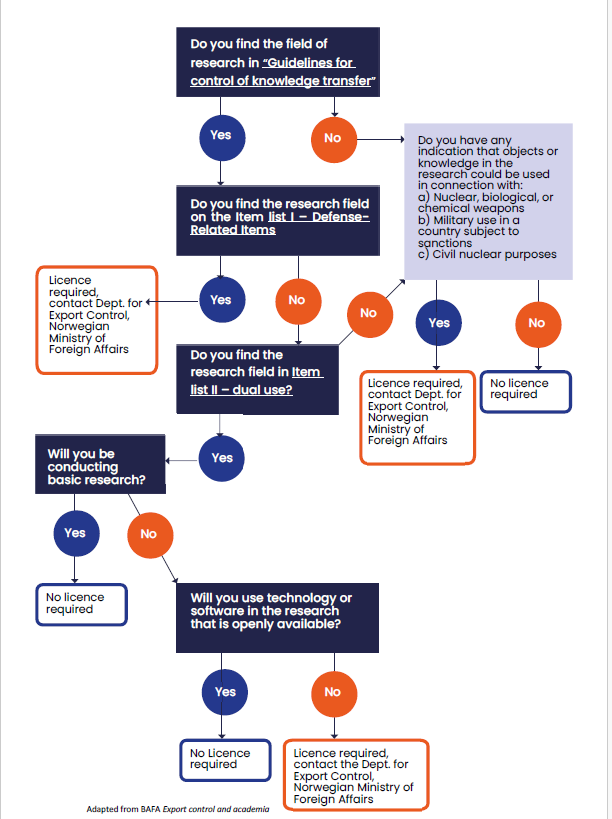 Do you find the field of
research in “Guidelines for
control of knowledge transfer”
Yes
No
Do you have any
indication that objects or
knowledge in the
research could be used
in connection with:
a) Nuclear, biological, or
chemical weapons
b) Military use in a
country subject to
sanctions
c) Civil nuclear purposes
Do you find the research field
on the Item list I – Defense-
Related Items
Licence
required,
contact Dept. for
Export Control,
Norwegian
Ministry of
Foreign Affairs
Yes
No
No
Yes
No
Do you find the
research field in Item
list II – dual use?
Licence required,
contact Dept. for
Export Control,
Norwegian
Ministry of
Foreign Affairs
No licence
required
Yes
Will you be
conducting
basic research?
Yes
No
No licence
required
Will you use technology or
software in the research
that is openly available?
Yes
No
No Licence
required
Licence required,
contact the Dept. for
Export Control,
Norwegian Ministry of
Foreign Affairs
Adapted from BAFA Export control and academia